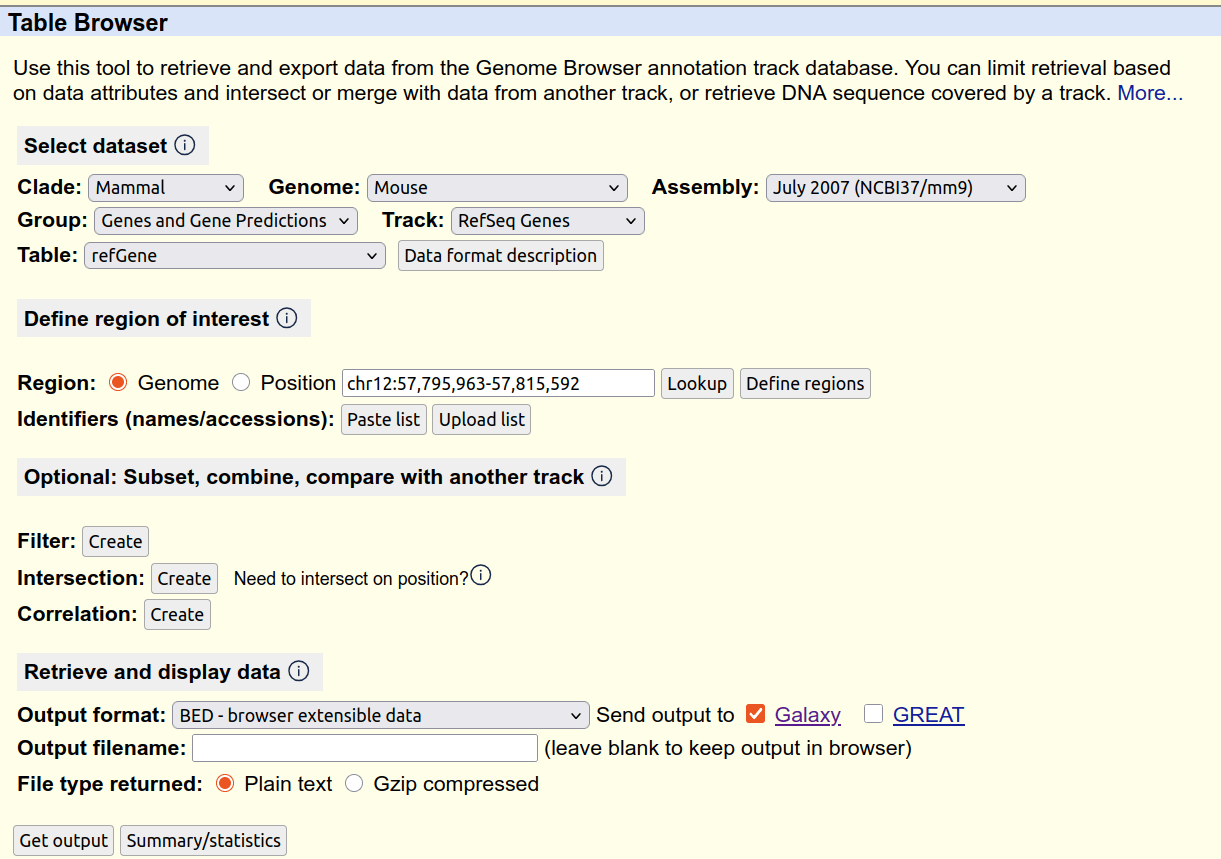 Table Browser
Use this tool to retrieve and export data from the Genome Browser annotation track database. You can limit retrieval based
on data attributes and intersect or merge with data from another track, or retrieve DNA sequence covered by a track. More...
Select dataset
Clade: Mammal Genome: Mouse Assembly: July 2007 (NCBI37/mm9)
Group: Genes and Gene Predictions Track: RefSeq Genes
Table: refGene Data format description
Define region of interest
Region: Genome Position chr12:57,795,963-57,815,592 Lookup Define regions
Identifiers (names/accessions): Paste list Upload list
Optional: Subset, combine, compare with another track
Filter: Create
Intersection: Create Need to intersect on position?
Correlation: Create
Retrieve and display data
Output format: BED - browser extensible data Send output to Galaxy GREAT
Output filename: (leave blank to keep output in browser)
File type returned: Plain text Gzip compressed
Get output Summary/statistics